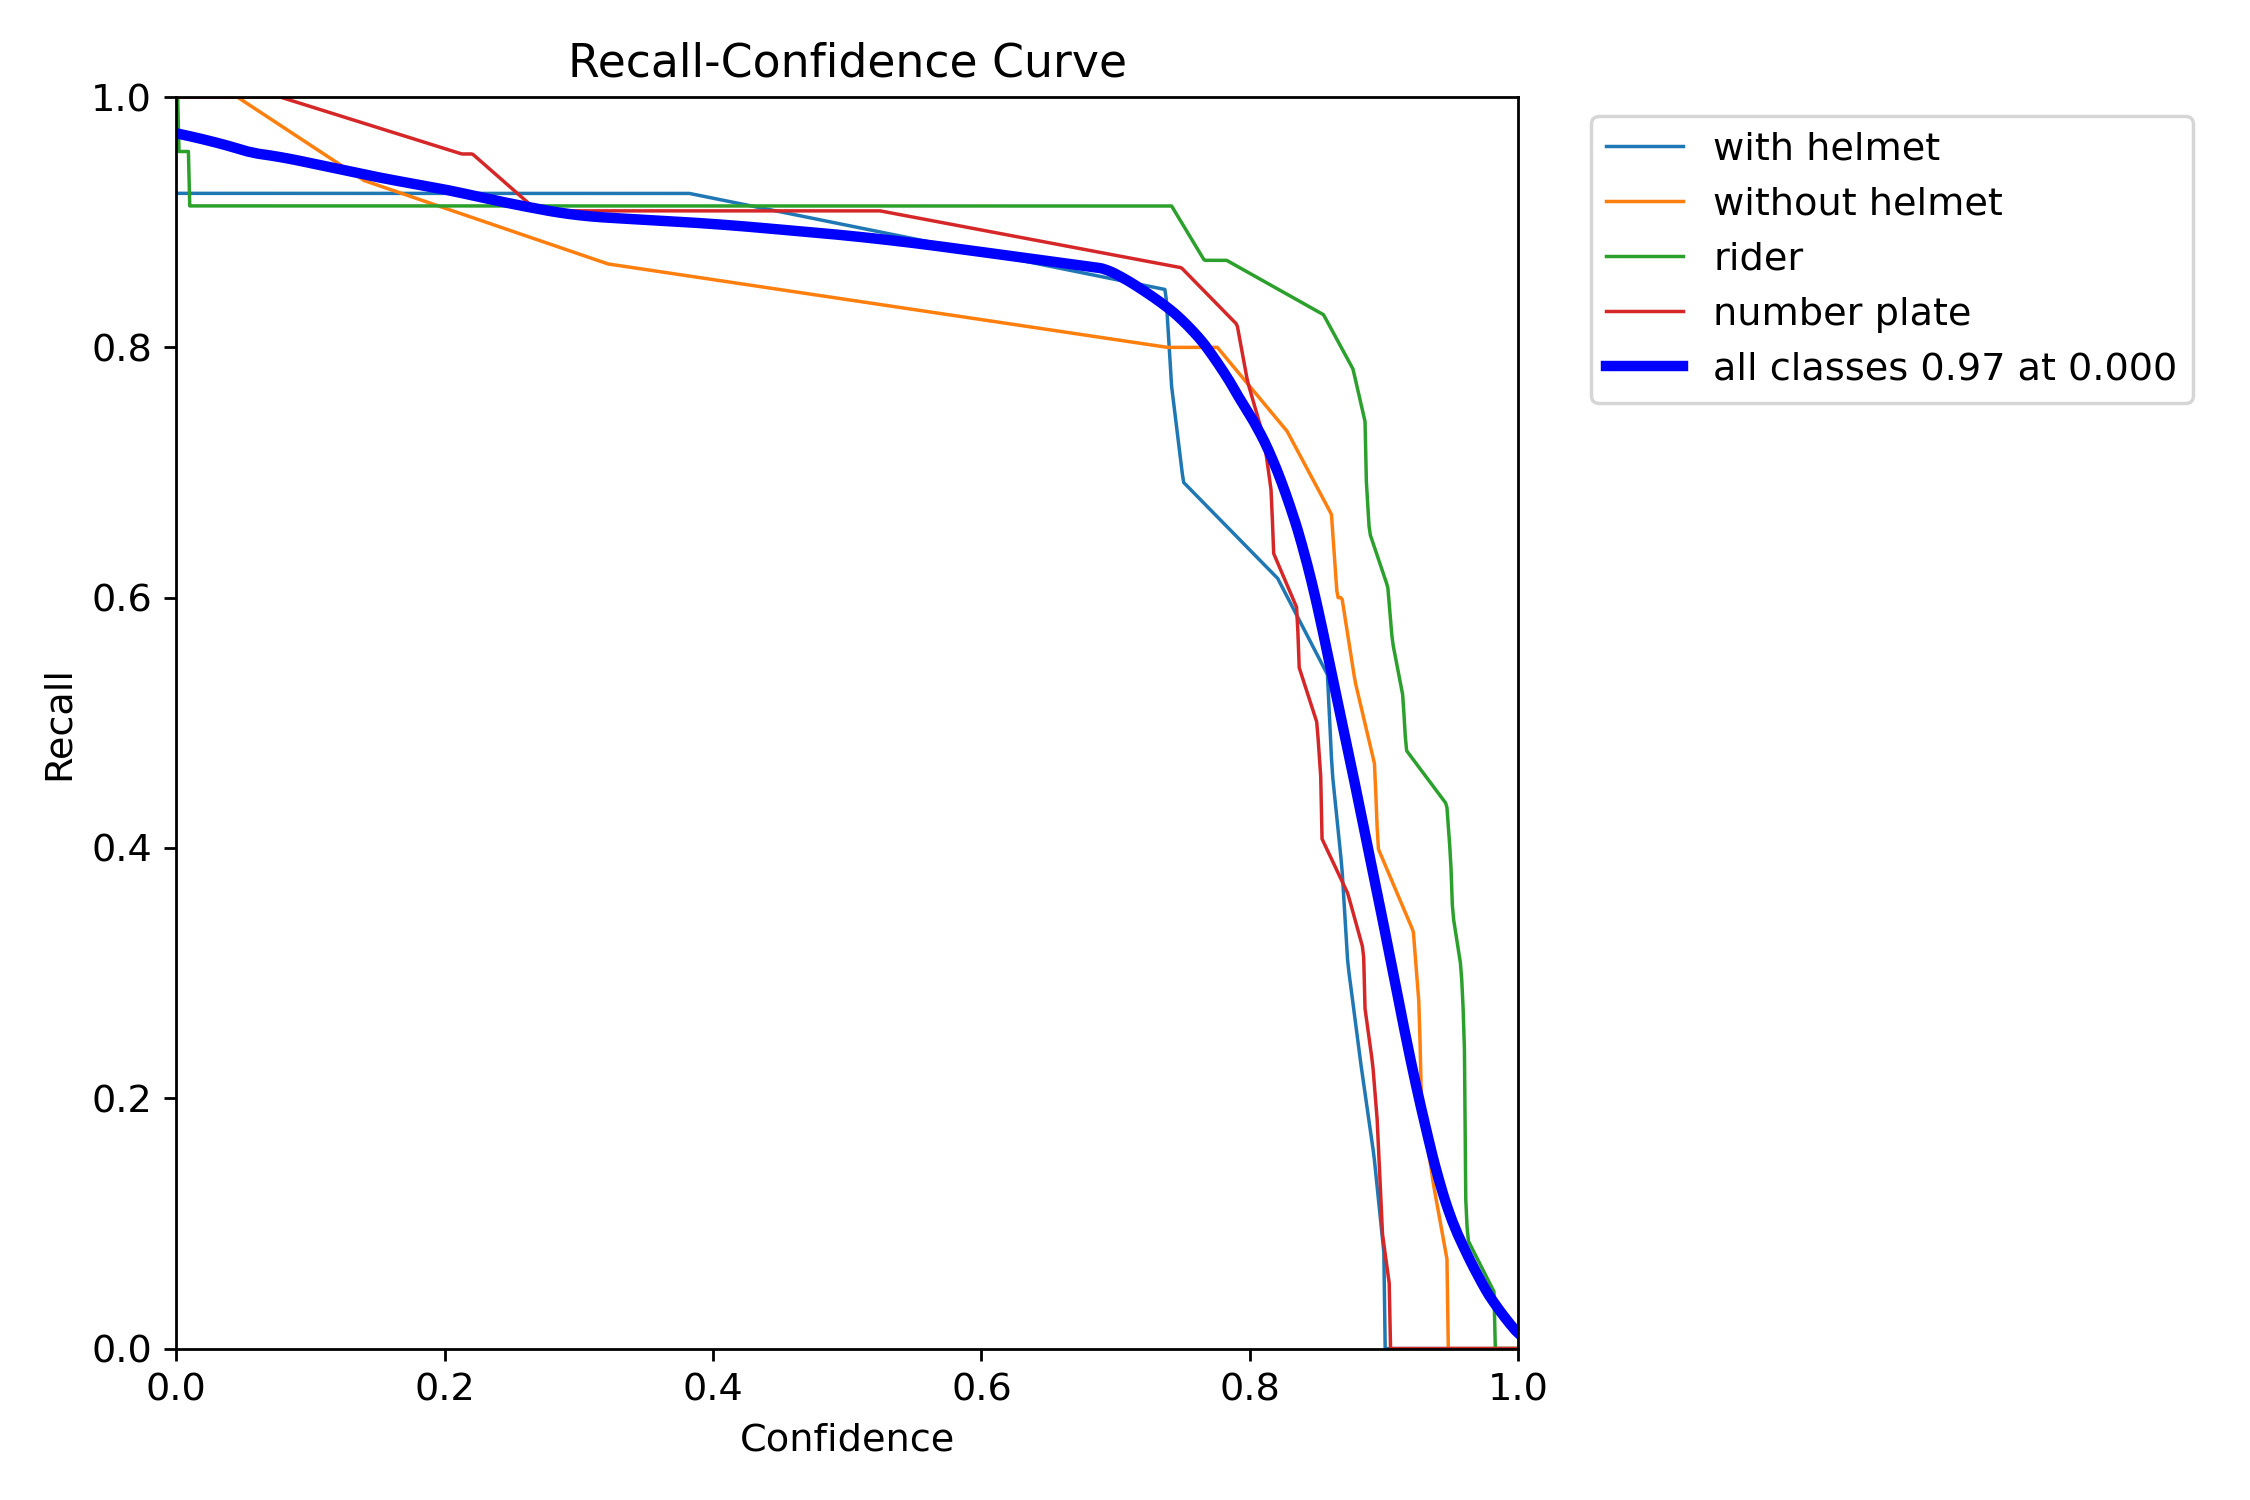 Recall-Confidence Curve
1.0
0.8
0.6
0.4
0.2
0.0
Recall
0.0 0.2 0.4 0.6 0.8 1.0
Confidence
with helmet
without helmet
rider
number plate
all classes 0.97 at 0.000